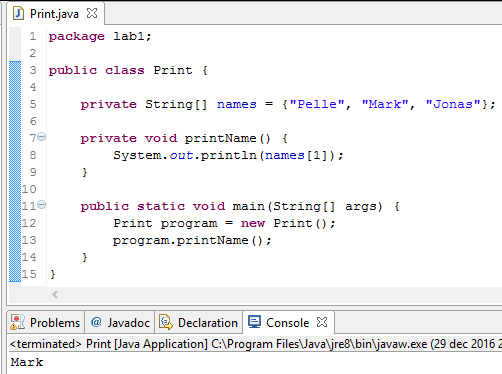 Print.java
1 package lab1;
2
3 public class Print {
4
5     private String[] names = {"Pelle", "Mark", "Jonas"};
6
7     private void printName() {
8         System.out.println(names[1]);
9     }
10
11     public static void main(String[] args) {
12         Print program = new Print();
13         program.printName();
14     }
15 }
Problems @ Javadoc Declaration Console
<terminated> Print [Java Application] C:\Program Files\Java\jre8\bin\javaw.exe (29 dec 2016 2
Mark